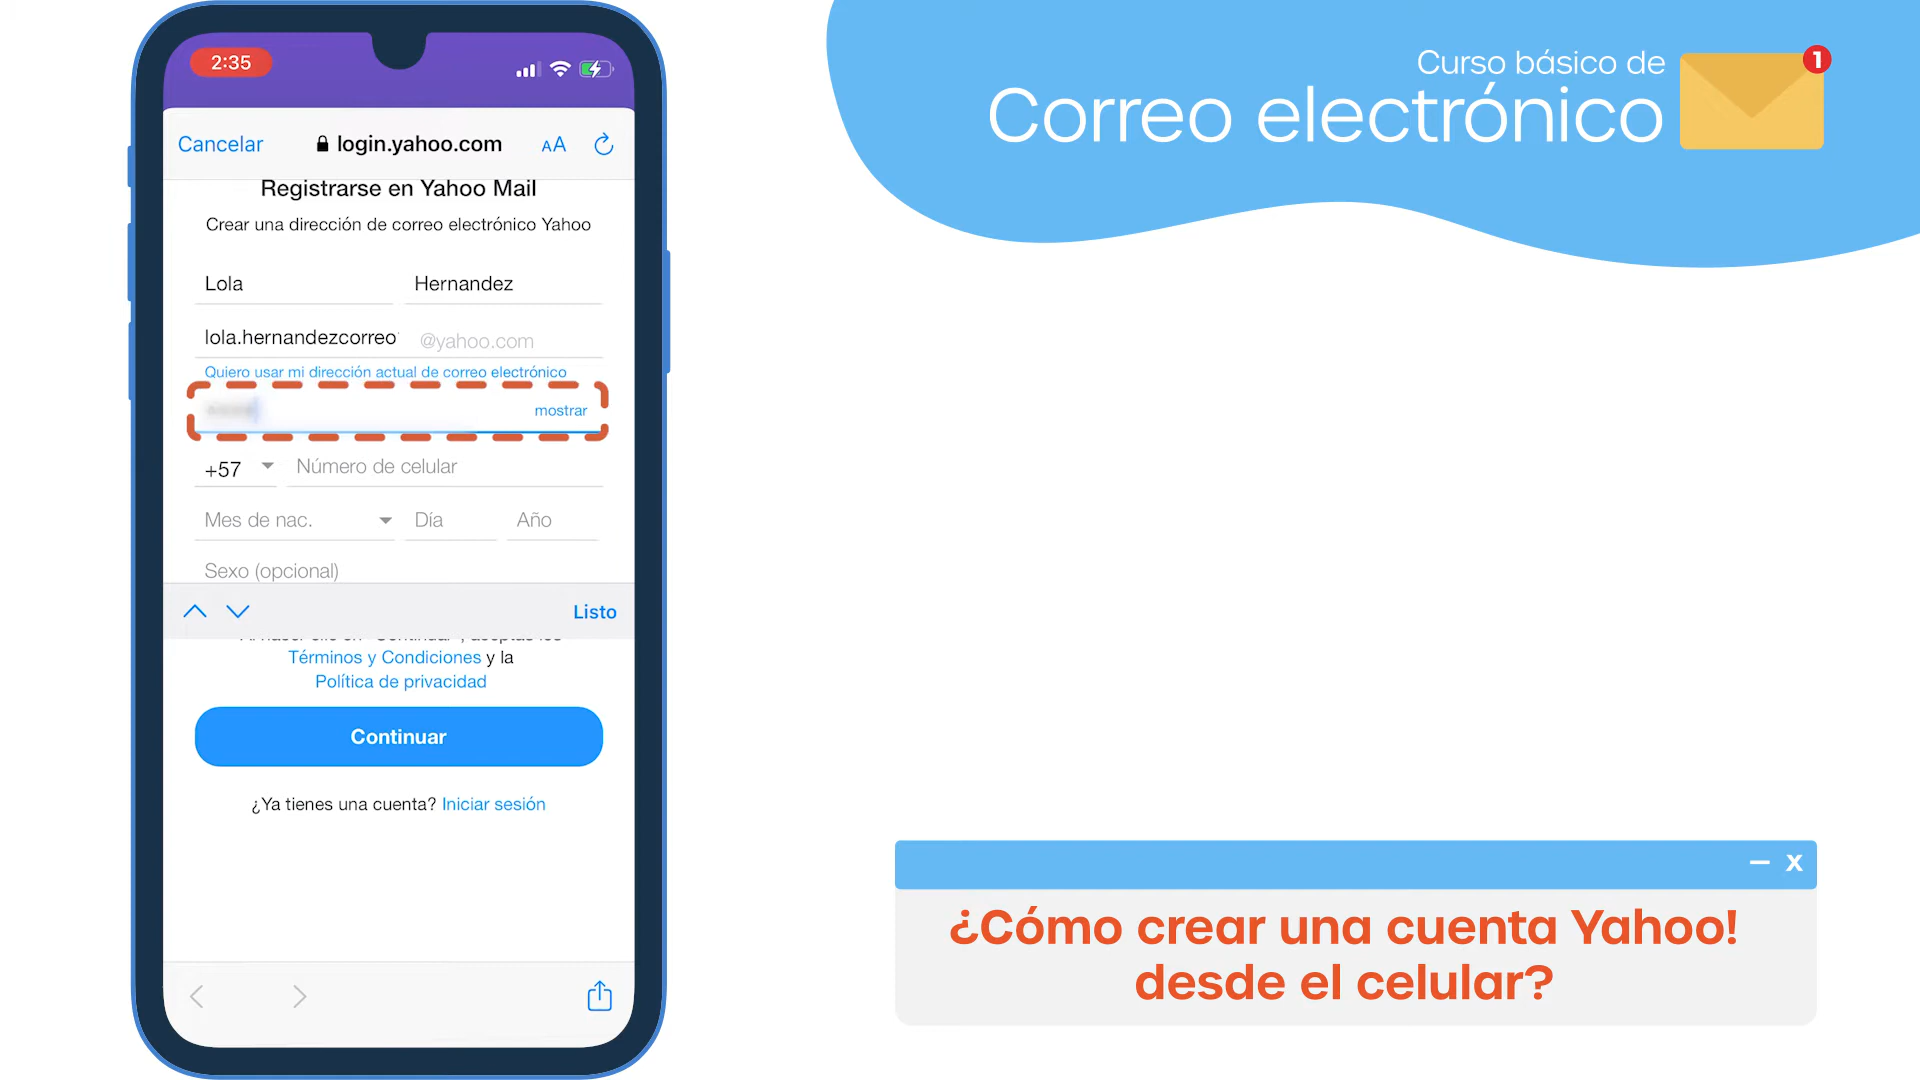 2:35
Cancelar
login.yahoo.com
AA
Registrarse en Yahoo Mail
Crear una dirección de correo electrónico Yahoo
Lola
Hernandez
lola.hernandezcorreo
@yahoo.com
Quiero usar mi dirección actual de correo electrónico
mostrar
+57
Número de celular
Mes de nac.
Día
Año
Sexo (opcional)
Listo
Términos y Condiciones y la
Política de privacidad
Continuar
¿Ya tienes una cuenta? Iniciar sesión
Curso básico de
Correo electrónico
1
– x
¿Cómo crear una cuenta Yahoo!
desde el celular?